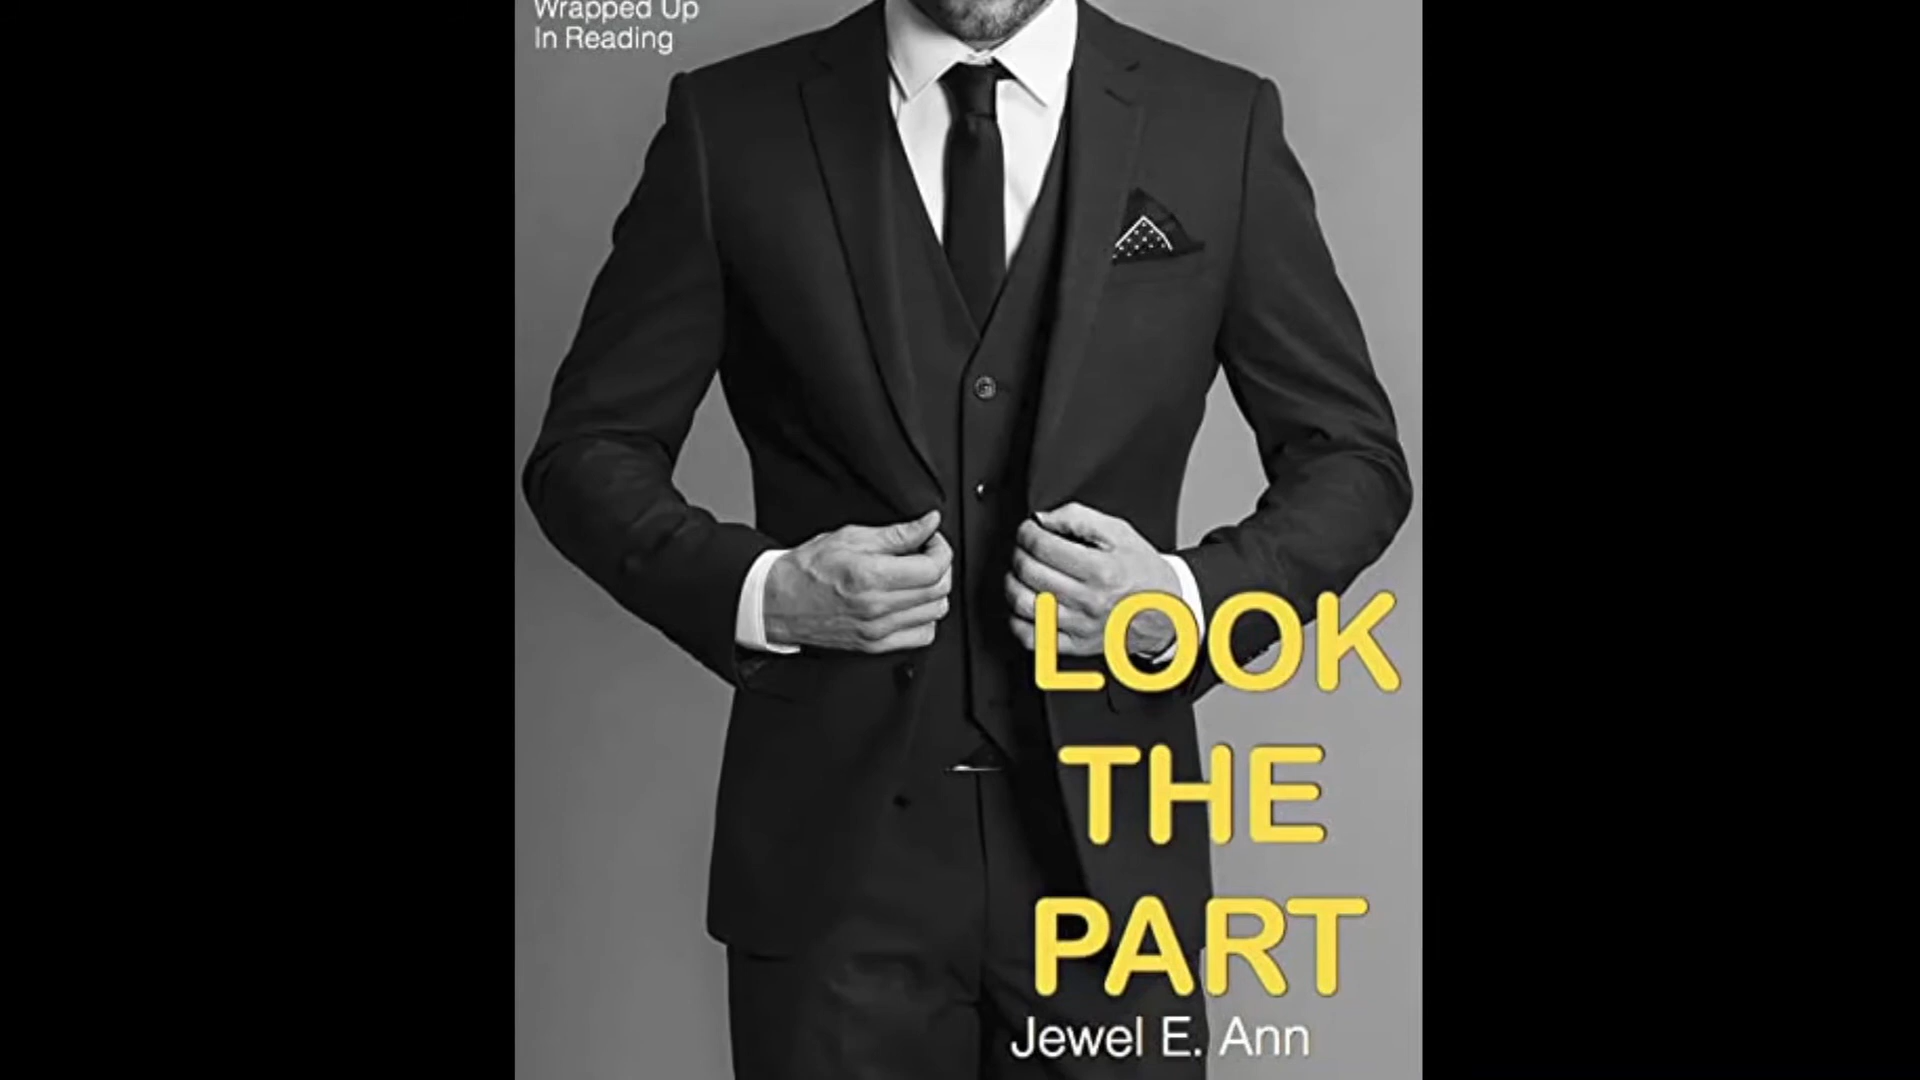 Wrapped Up
In Reading
LOOK
THE
PART
Jewel E. Ann